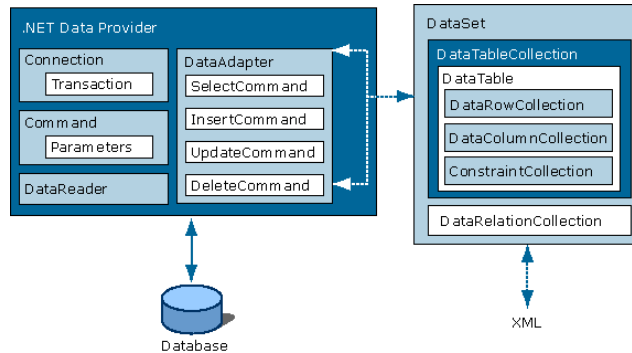 .NET Data Provider
Connection
Transaction
Command
Parameters
DataReader
DataAdapter
SelectCommand
InsertCommand
UpdateCommand
DeleteCommand
Database
DataSet
DataTableCollection
DataTable
DataRowCollection
DataColumnCollection
ConstraintCollection
DataRelationCollection
XML